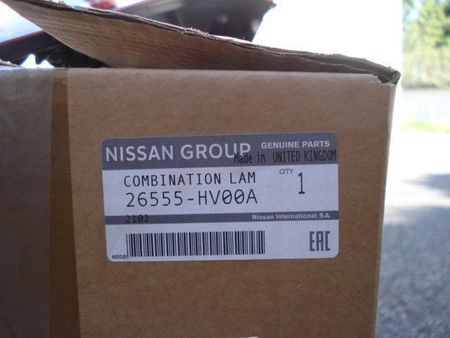 NISSAN GROUP GENUINE PARTS
Made in UNITED KINGDOM
COMBINATION LAM QTY 1
26555-HV00A
2102 Nissan International SA
EAC